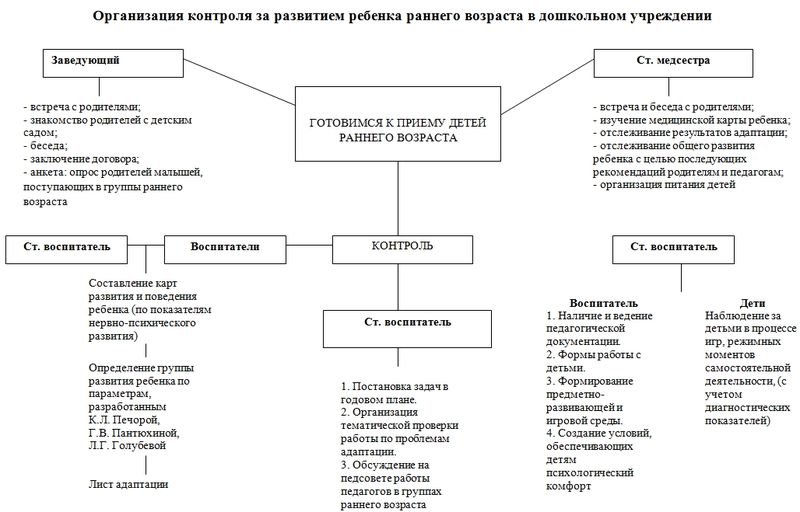 Организация контроля за развитием ребенка раннего возраста в дошкольном учреждении
Заведующий
- встреча с родителями;
- знакомство родителей с детским
садом;
- беседа;
- заключение договора;
- анкета: опрос родителей малышей,
поступающих в группы раннего
возраста
ГОТОВИМСЯ К ПРИЕМУ ДЕТЕЙ
РАННЕГО ВОЗРАСТА
Ст. медсестра
- встреча и беседа с родителями;
- изучение медицинской карты ребенка;
- отслеживание результатов адаптации;
- отслеживание общего развития
ребенка с целью последующих
рекомендаций родителям и педагогам;
- организация питания детей
Ст. воспитатель
Воспитатели
КОНТРОЛЬ
Ст. воспитатель
Составление карт
развития и поведения
ребенка (по показателям
нервно-психического
развития)
Определение группы
развития ребенка по
параметрам,
разработанным
К.Л. Печорой,
Г.В. Пантюхиной,
Л.Г. Голубевой
Лист адаптации
Ст. воспитатель
1. Постановка задач в
годовом плане.
2. Организация
тематической проверки
работы по проблемам
адаптации.
3. Обсуждение на
педсовете работы
педагогов в группах
раннего возраста
Воспитатель
1. Наличие и ведение
педагогической
документации.
2. Формы работы с
детьми.
3. Формирование
предметно-
развивающей и
игровой среды.
4. Создание условий,
обеспечивающих
детям
психологический
комфорт
Дети
Наблюдение за
детьми в процессе
игр, режимных
моментов
самостоятельной
деятельности, (с
учетом
диагностических
показателей)